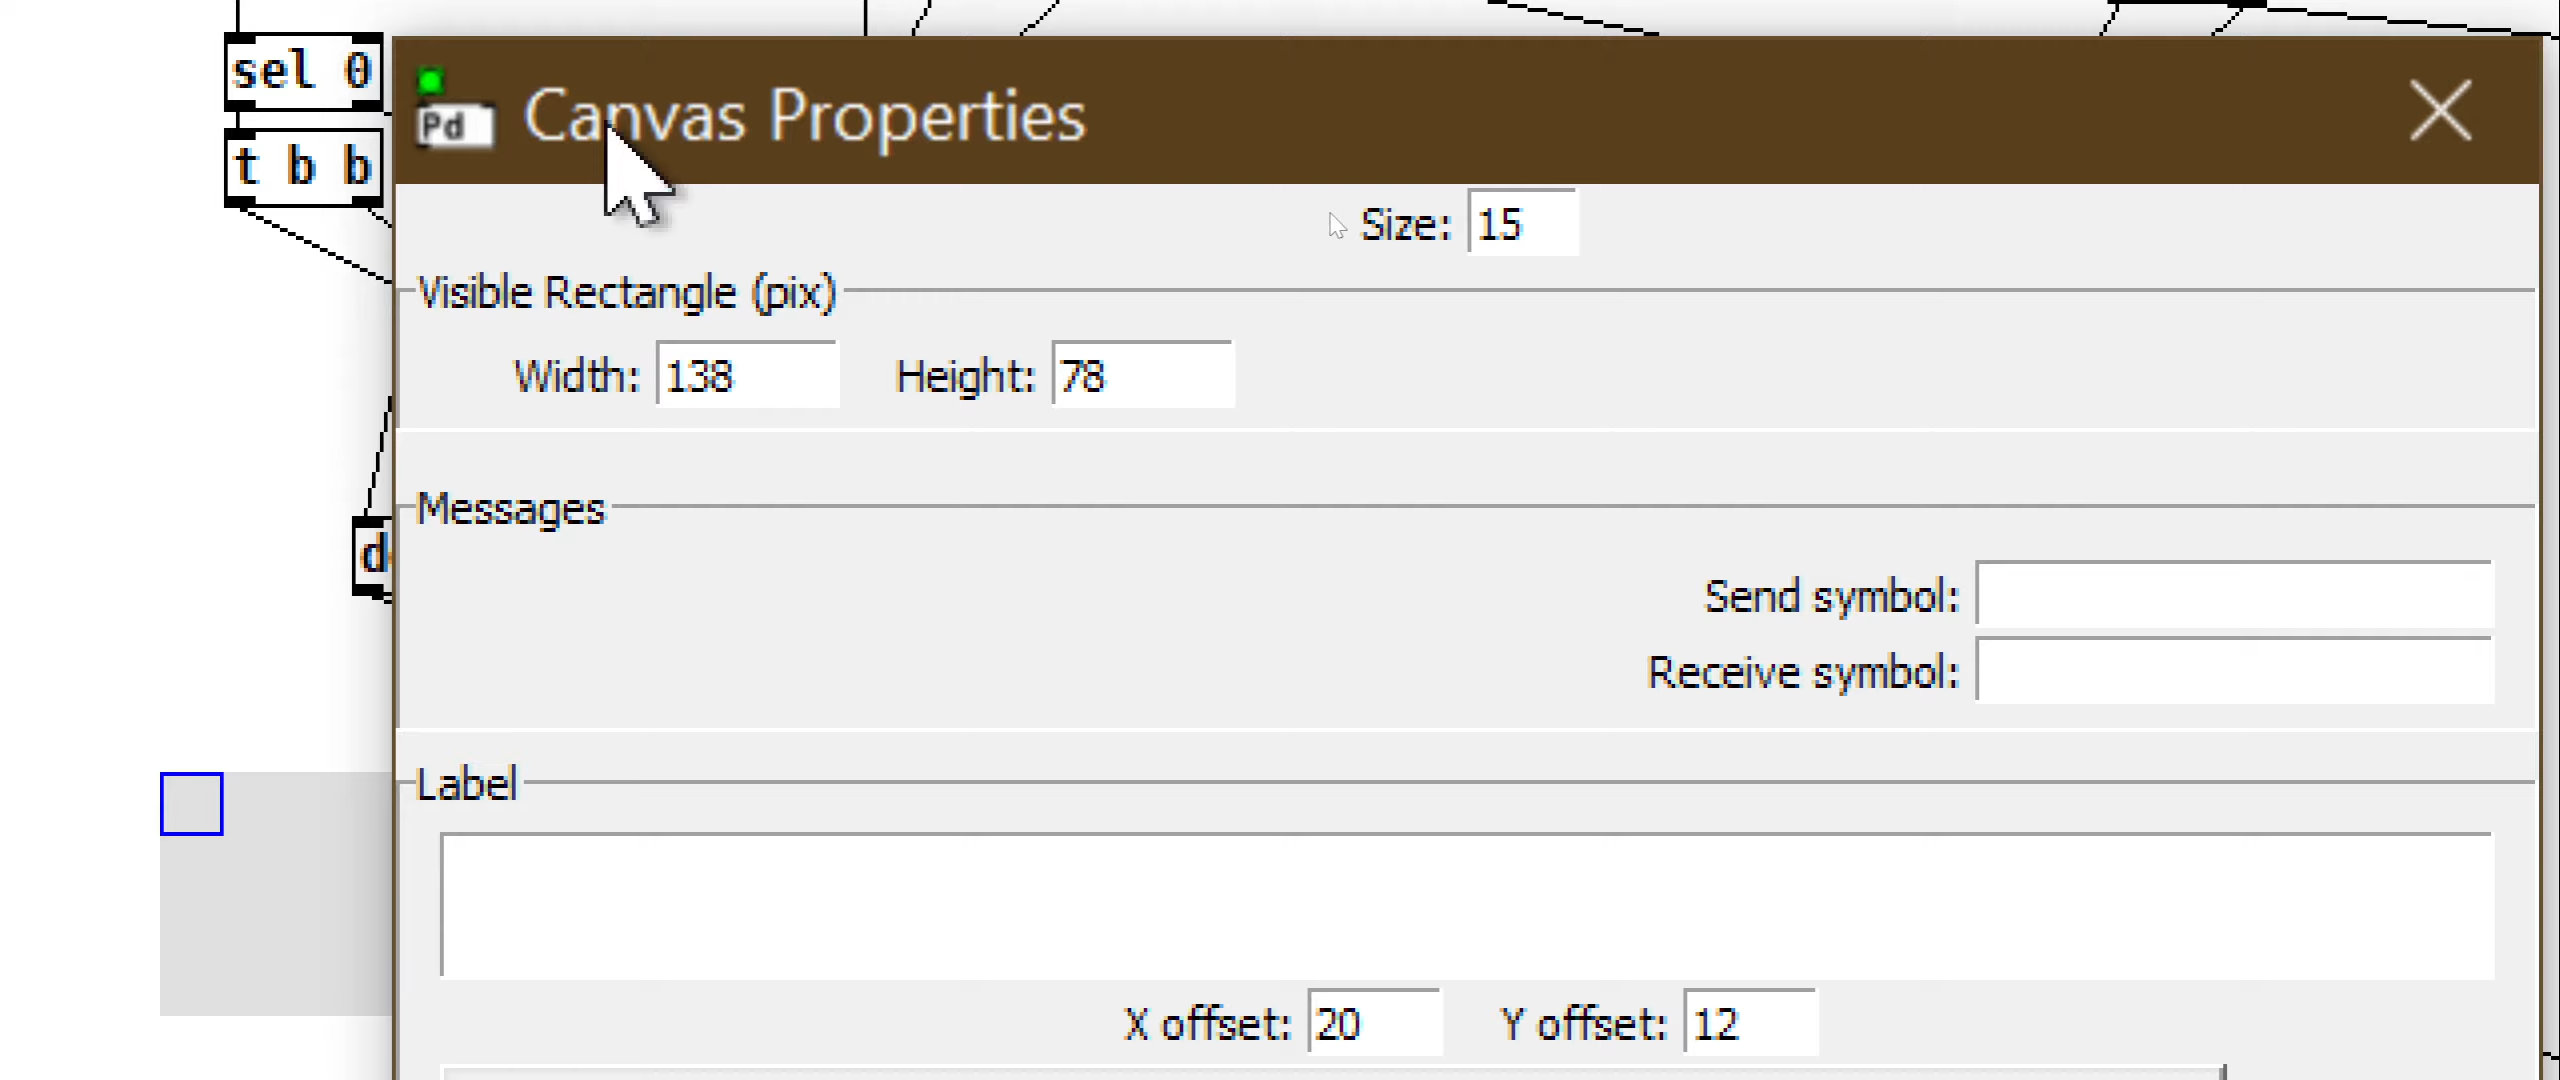 sel 0
t b b
Pd Canvas Properties
Size: 15
Visible Rectangle (pix)
Width: 138 Height: 78
Messages
Send symbol:
Receive symbol:
Label
X offset: 20 Y offset: 12